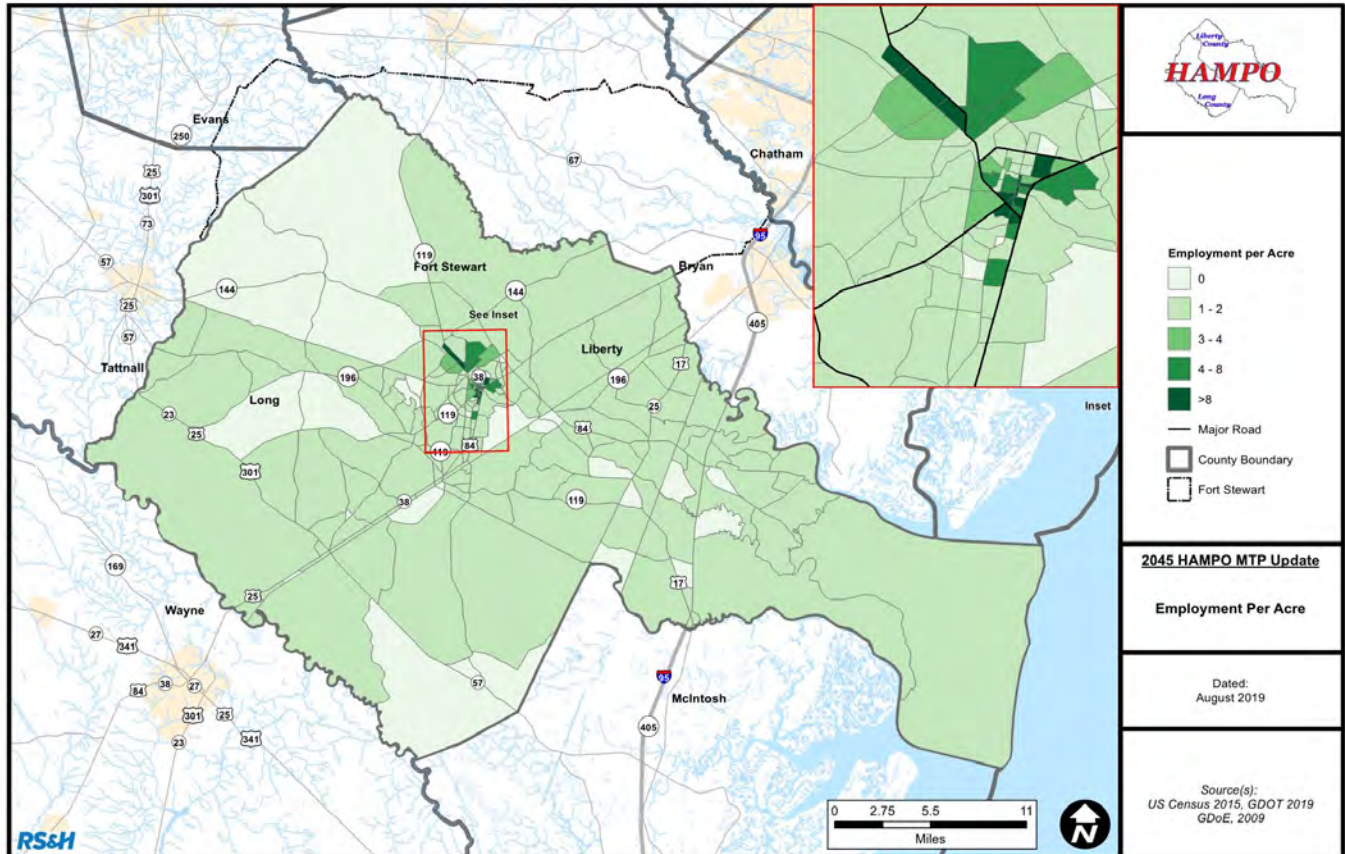 Evans
250
25
301
73
57
25
57
Tattnall
144
23
25
301
Long
196
119
Fort Stewart
144
See Inset
67
Chatham
95
Bryan
405
Liberty
17
196
25
38
119
84
84
119
38
119
25
17
57
169
Wayne
27
341
84
38
27
301
25
23
341
95
McIntosh
405
Inset
0 2.75 5.5 11
Miles
N
RS&H
Liberty
County
HAMPO
Long
County
Employment per Acre
0
1 - 2
3 - 4
4 - 8
>8
Major Road
County Boundary
Fort Stewart
2045 HAMPO MTP Update
Employment Per Acre
Dated:
August 2019
Source(s):
US Census 2015, GDOT 2019
GDoE, 2009